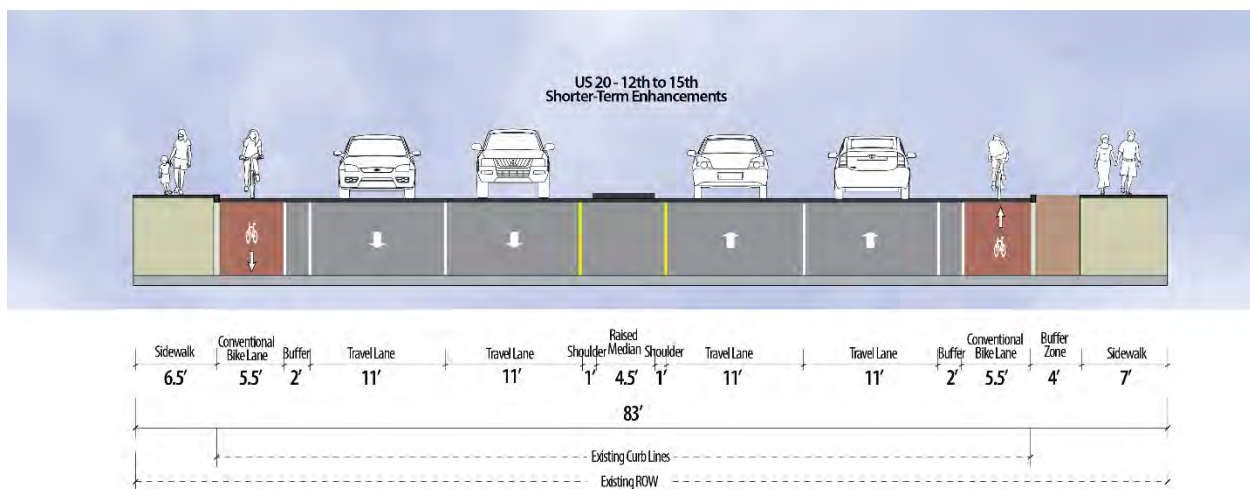 US 20 - 12th to 15th
Shorter-Term Enhancements
Sidewalk
Conventional
Bike Lane
Buffer
Travel Lane
Travel Lane
Shoulder
Raised
Median
Shoulder
Travel Lane
Travel Lane
Buffer
Conventional
Bike Lane
Buffer
Zone
Sidewalk
6.5' 5.5' 2' 11' 11' 1' 4.5' 1' 11' 11' 2' 5.5' 4' 7'
83'
Existing Curb Lines
Existing ROW